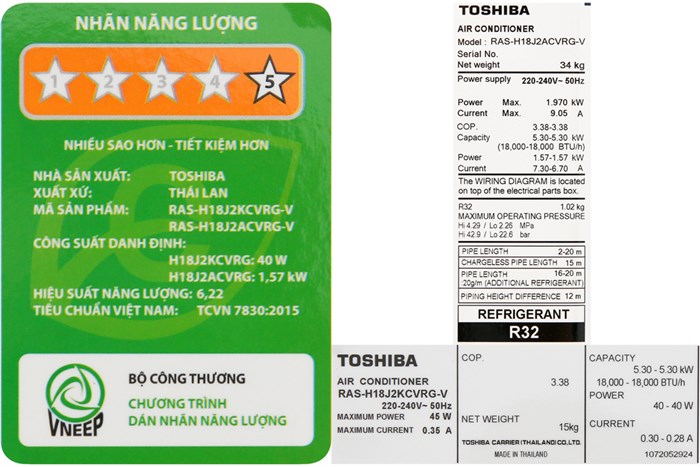 NHÃN NĂNG LƯỢNG
1 2 3 4 5
NHIỀU SAO HƠN - TIẾT KIỆM HƠN
NHÀ SẢN XUẤT: TOSHIBA
XUẤT XỨ: THÁI LAN
MÃ SẢN PHẨM: RAS-H18J2KCVRG-V
RAS-H18J2ACVRG-V
CÔNG SUẤT DANH ĐỊNH:
H18J2KCVRG: 40 W
H18J2ACVRG: 1,57 kW
HIỆU SUẤT NĂNG LƯỢNG: 6,22
TIÊU CHUẨN VIỆT NAM: TCVN 7830:2015
VNEEP
BỘ CÔNG THƯƠNG
CHƯƠNG TRÌNH
DÁN NHÃN NĂNG LƯỢNG
TOSHIBA
AIR CONDITIONER
Model : RAS-H18J2ACVRG-V
Serial No.
Net weight 34 kg
Power supply 220-240V~ 50Hz
Power Max. 1.970 kW
Current Max. 9.05 A
COP. 3.38-3.38
Capacity 5.30-5.30 kW
(18,000-18,000 BTU/h)
Power 1.57-1.57 kW
Current 7.30-6.70 A
The WIRING DIAGRAM is located
on top of the electrical parts box.
R32 1.02 kg
MAXIMUM OPERATING PRESSURE
Hi 4.29 / Lo 2.26 MPa
Hi 42.9 / Lo 22.6 bar
PIPE LENGTH 2-20 m
CHARGELESS PIPE LENGTH 15 m
PIPE LENGTH 16-20 m
20g/m (ADDITIONAL REFRIGERANT)
PIPING HEIGHT DIFFERENCE 12 m
REFRIGERANT
R32
TOSHIBA
AIR CONDITIONER
RAS-H18J2KCVRG-V
220-240V~ 50Hz
MAXIMUM POWER 45 W
MAXIMUM CURRENT 0.35 A
COP.
3.38
NET WEIGHT
15kg
TOSHIBA CARRIER (THAILAND) CO.,LTD.
MADE IN THAILAND
CAPACITY
5.30 - 5.30 kW
18,000 - 18,000 BTU/h
POWER
40 - 40 W
CURRENT
0.30 - 0.28 A
1072052924